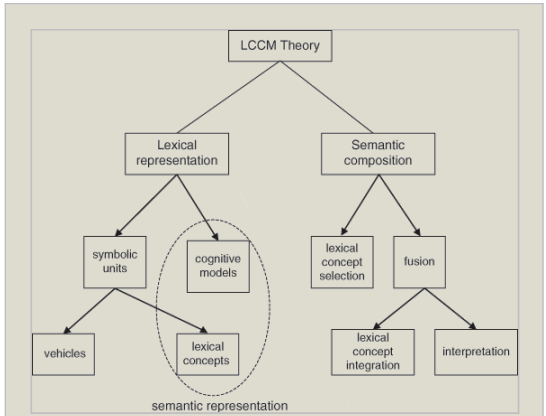 LCCM Theory
Lexical
representation
Semantic
composition
symbolic
units
cognitive
models
lexical
concept
selection
fusion
vehicles
lexical
concepts
lexical
concept
integration
interpretation
semantic representation